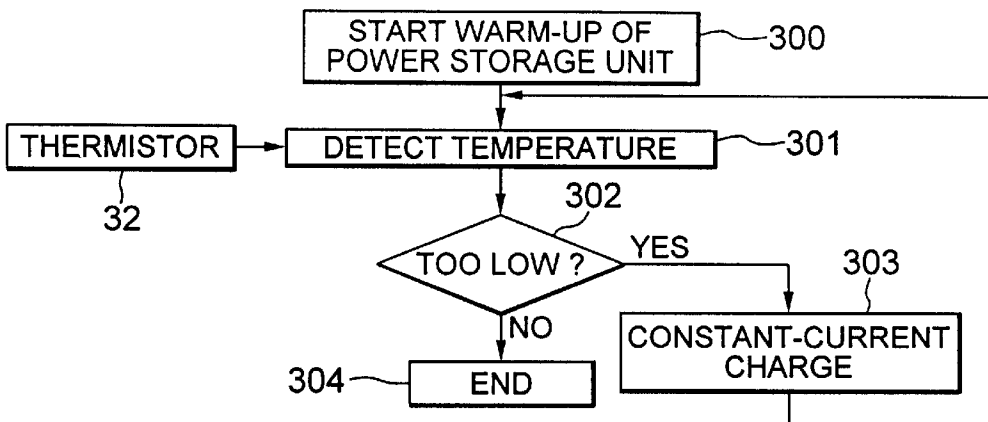 START WARM-UP OF
POWER STORAGE UNIT
300
THERMISTOR
32
DETECT TEMPERATURE
301
302
TOO LOW ?
YES
NO
303
CONSTANT-CURRENT
CHARGE
304
END